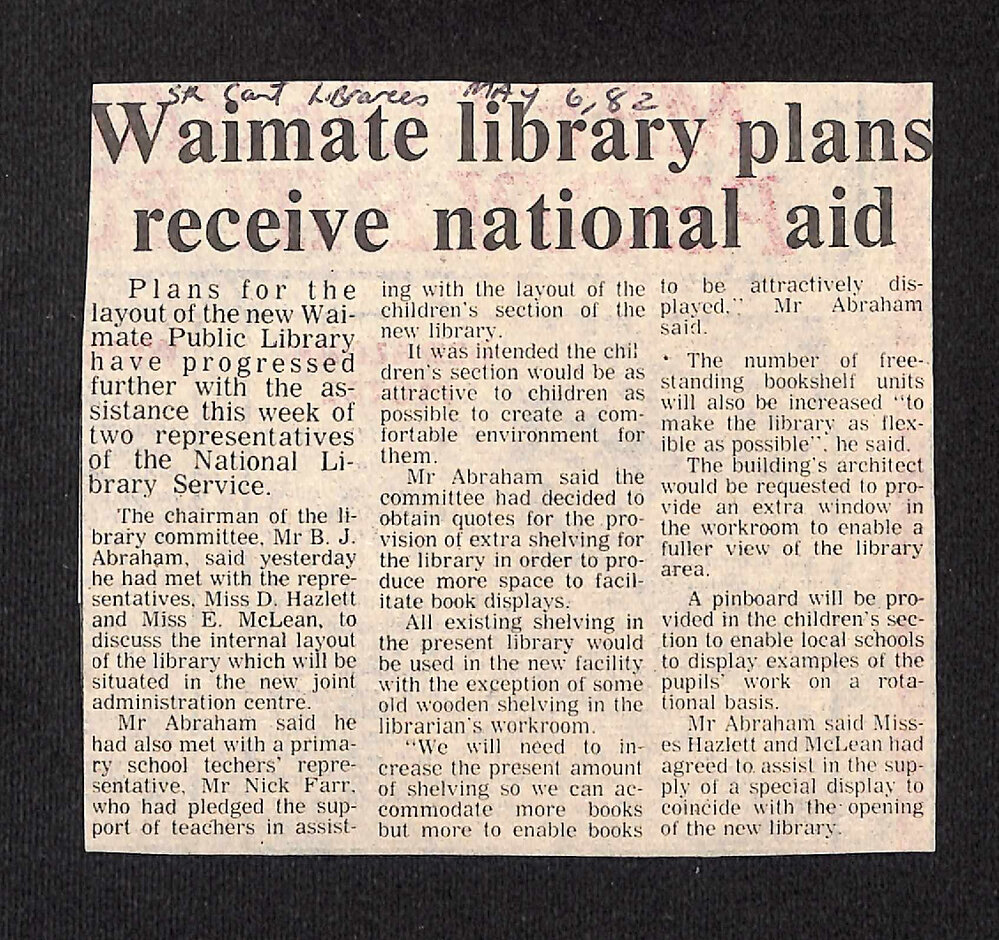 SR Cant Libraries MAY 6, 82
Waimate library plans
receive national aid
Plans for the
layout of the new Wai-
mate Public Library
have progressed
further with the as-
sistance this week of
two representatives
of the National Li-
brary Service.
The chairman of the li-
brary committee, Mr B. J.
Abraham, said yesterday
he had met with the repre-
sentatives, Miss D. Hazlett
and Miss E. McLean, to
discuss the internal layout
of the library which will be
situated in the new joint
administration centre.
Mr Abraham said he
had also met with a prima-
ry school techers' repre-
sentative, Mr Nick Farr,
who had pledged the sup-
port of teachers in assist-
ing with the layout of the
children's section of the
new library.
It was intended the chil
dren's section would be as
attractive to children as
possible to create a com-
fortable environment for
them.
Mr Abraham said the
committee had decided to
obtain quotes for the pro-
vision of extra shelving for
the library in order to pro-
duce more space to facil-
itate book displays.
All existing shelving in
the present library would
be used in the new facility
with the exception of some
old wooden shelving in the
librarian's workroom.
"We will need to in-
crease the present amount
of shelving so we can ac-
commodate more books
but more to enable books
to be attractively dis-
played," Mr Abraham
said.
The number of free-
standing bookshelf units
will also be increased "to
make the library as flex-
ible as possible", he said.
The building's architect
would be requested to pro-
vide an extra window in
the workroom to enable a
fuller view of the library
area.
A pinboard will be pro-
vided in the children's sec-
tion to enable local schools
to display examples of the
pupils' work on a rota-
tional basis.
Mr Abraham said Miss-
es Hazlett and McLean had
agreed to assist in the sup-
ply of a special display to
coincide with the opening
of the new library.